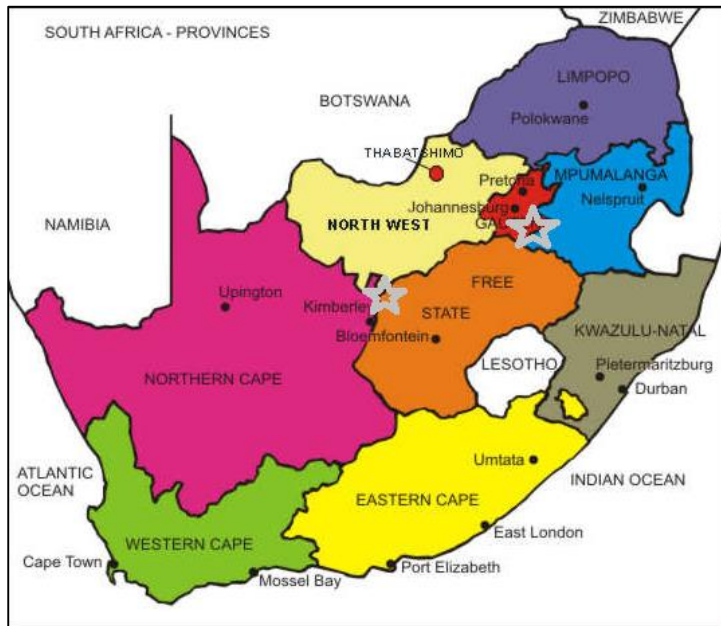 ZIMBABWE
SOUTH AFRICA - PROVINCES
LIMPOPO
BOTSWANA
Polokwane
THABATSHIMO
MPUMALANGA
Pretoria
Nelspruit
Johannesburg
NAMIBIA
NORTH WEST
FREE
Upington
Kimberley
STATE
KWAZULU-NATAL
Bloemfontein
LESOTHO
Pietermaritzburg
NORTHERN CAPE
Durban
Umtata
ATLANTIC
OCEAN
INDIAN OCEAN
EASTERN CAPE
East London
WESTERN CAPE
Cape Town
Port Elizabeth
Mossel Bay